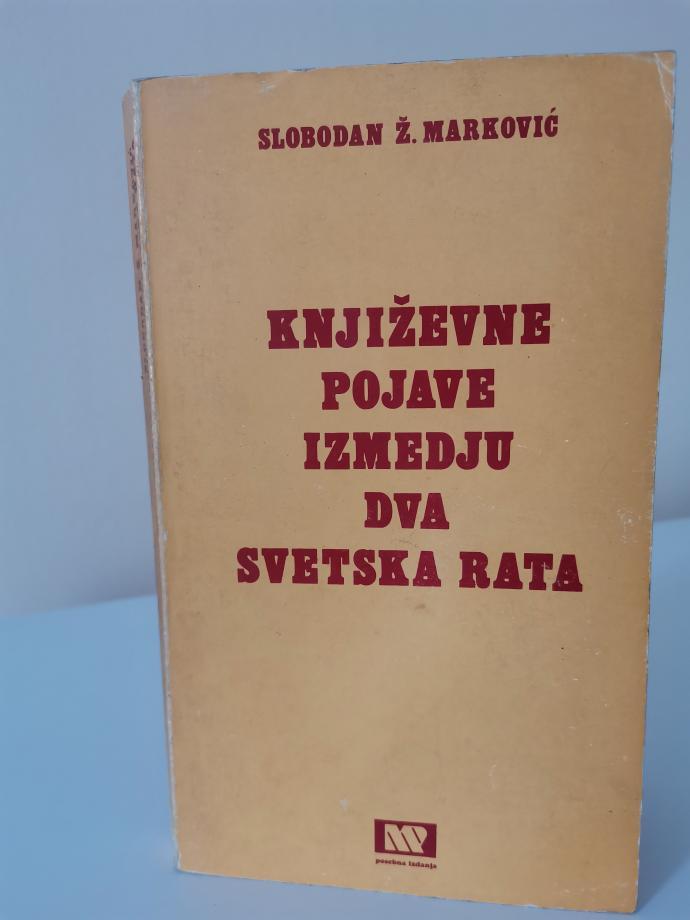 SLOBODAN Ž. MARKOVIĆ
KNJIŽEVNE
POJAVE
IZMEDJU
DVA
SVETSKA RATA
posebna izdanja